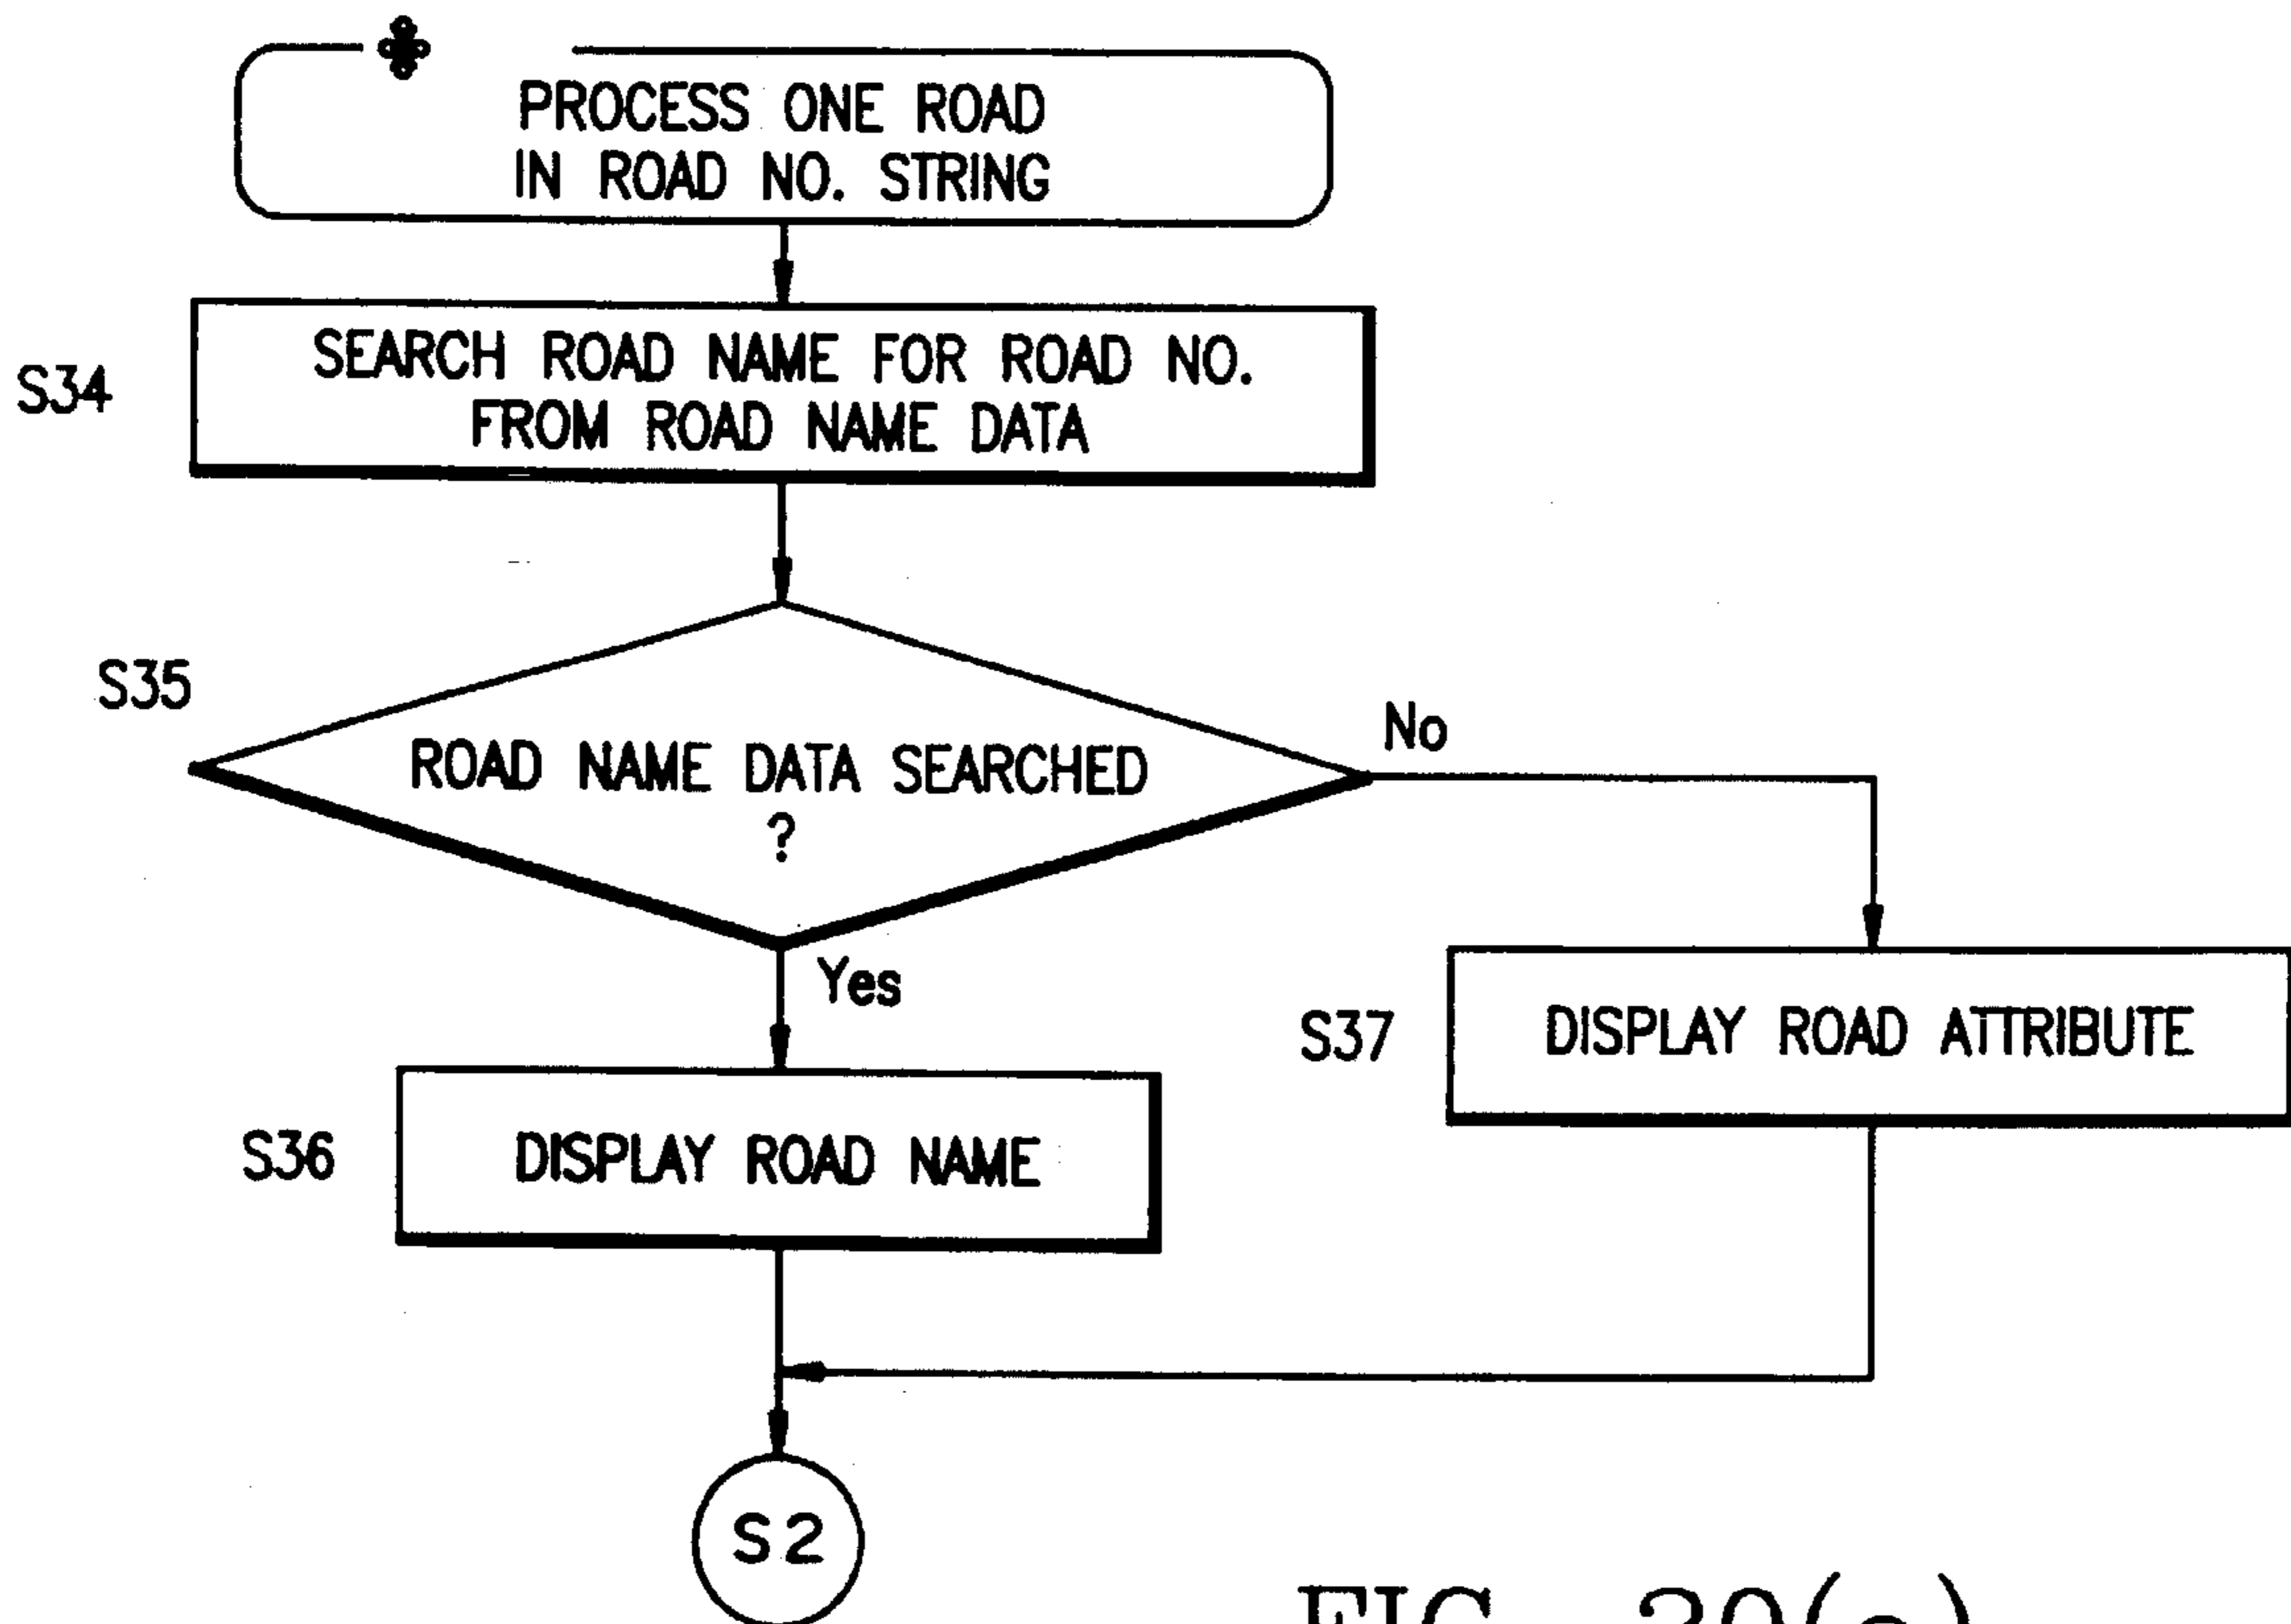 PROCESS ONE ROAD
IN ROAD NO. STRING
S34
SEARCH ROAD NAME FOR ROAD NO.
FROM ROAD NAME DATA
S35
ROAD NAME DATA SEARCHED
?
No
Yes
S37
DISPLAY ROAD ATTRIBUTE
S36
DISPLAY ROAD NAME
S2